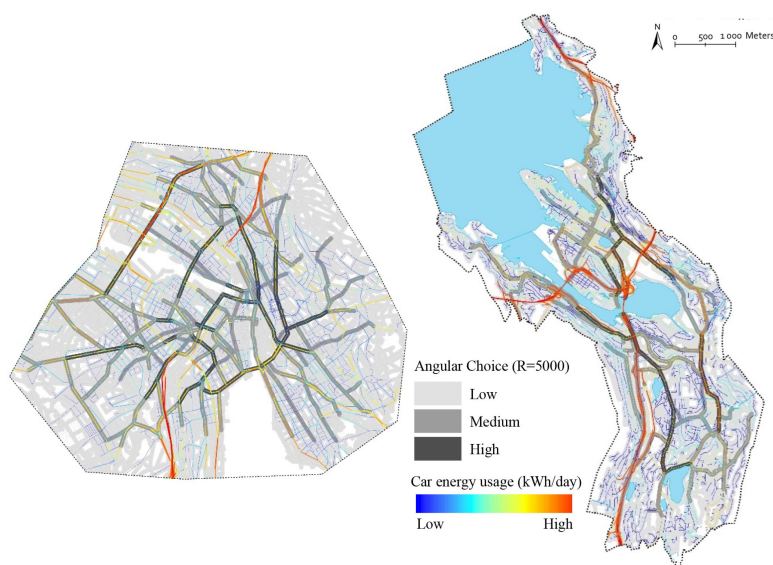 N
0 500 1 000 Meters
Angular Choice (R=5000)
Low
Medium
High
Car energy usage (kWh/day)
Low High